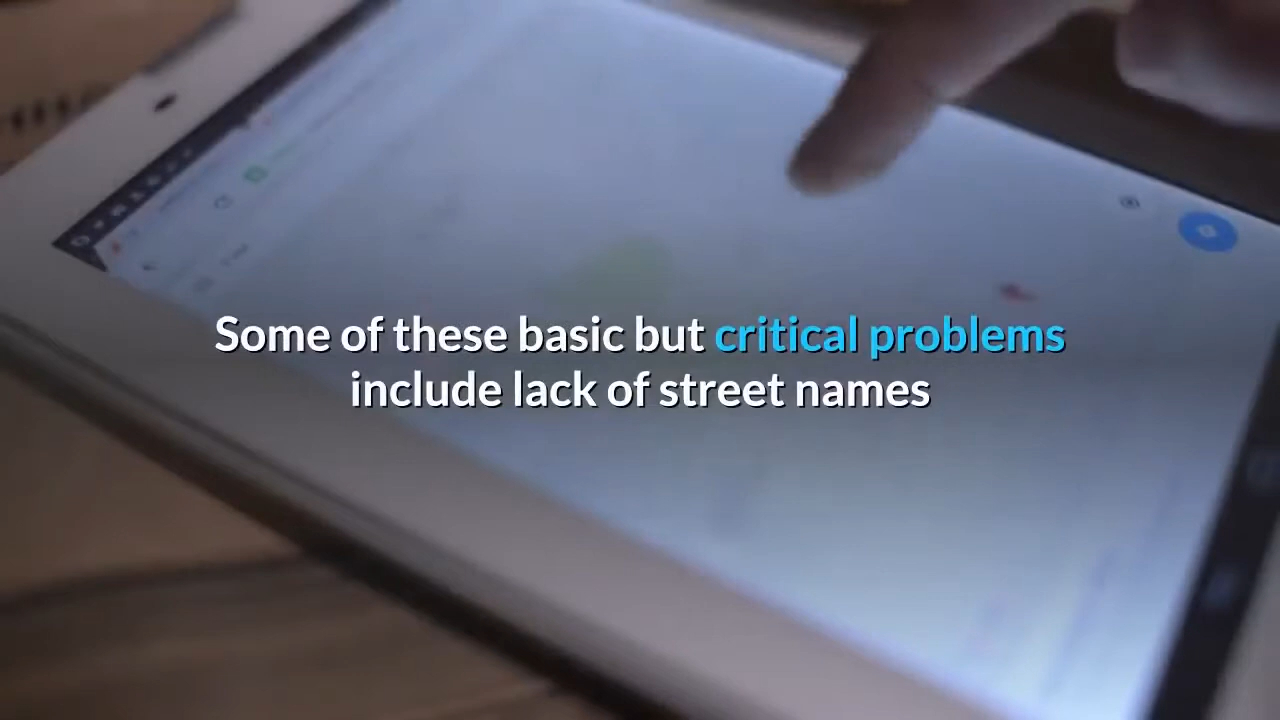 Some of these basic but critical problems
include lack of street names